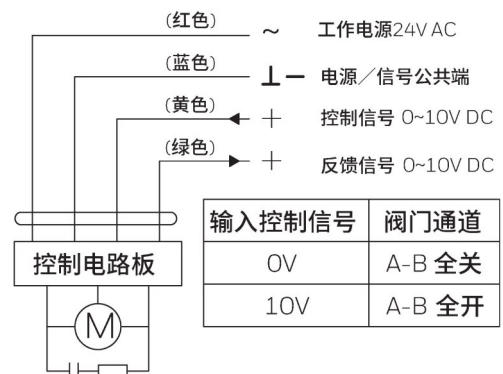 (红色) ~ 工作电源24V AC
(蓝色) ⊥ — 电源／信号公共端
(黄色) + 控制信号 0~10V DC
(绿色) + 反馈信号 0~10V DC
输入控制信号 阀门通道
0V A-B 全关
10V A-B 全开
控制电路板
M